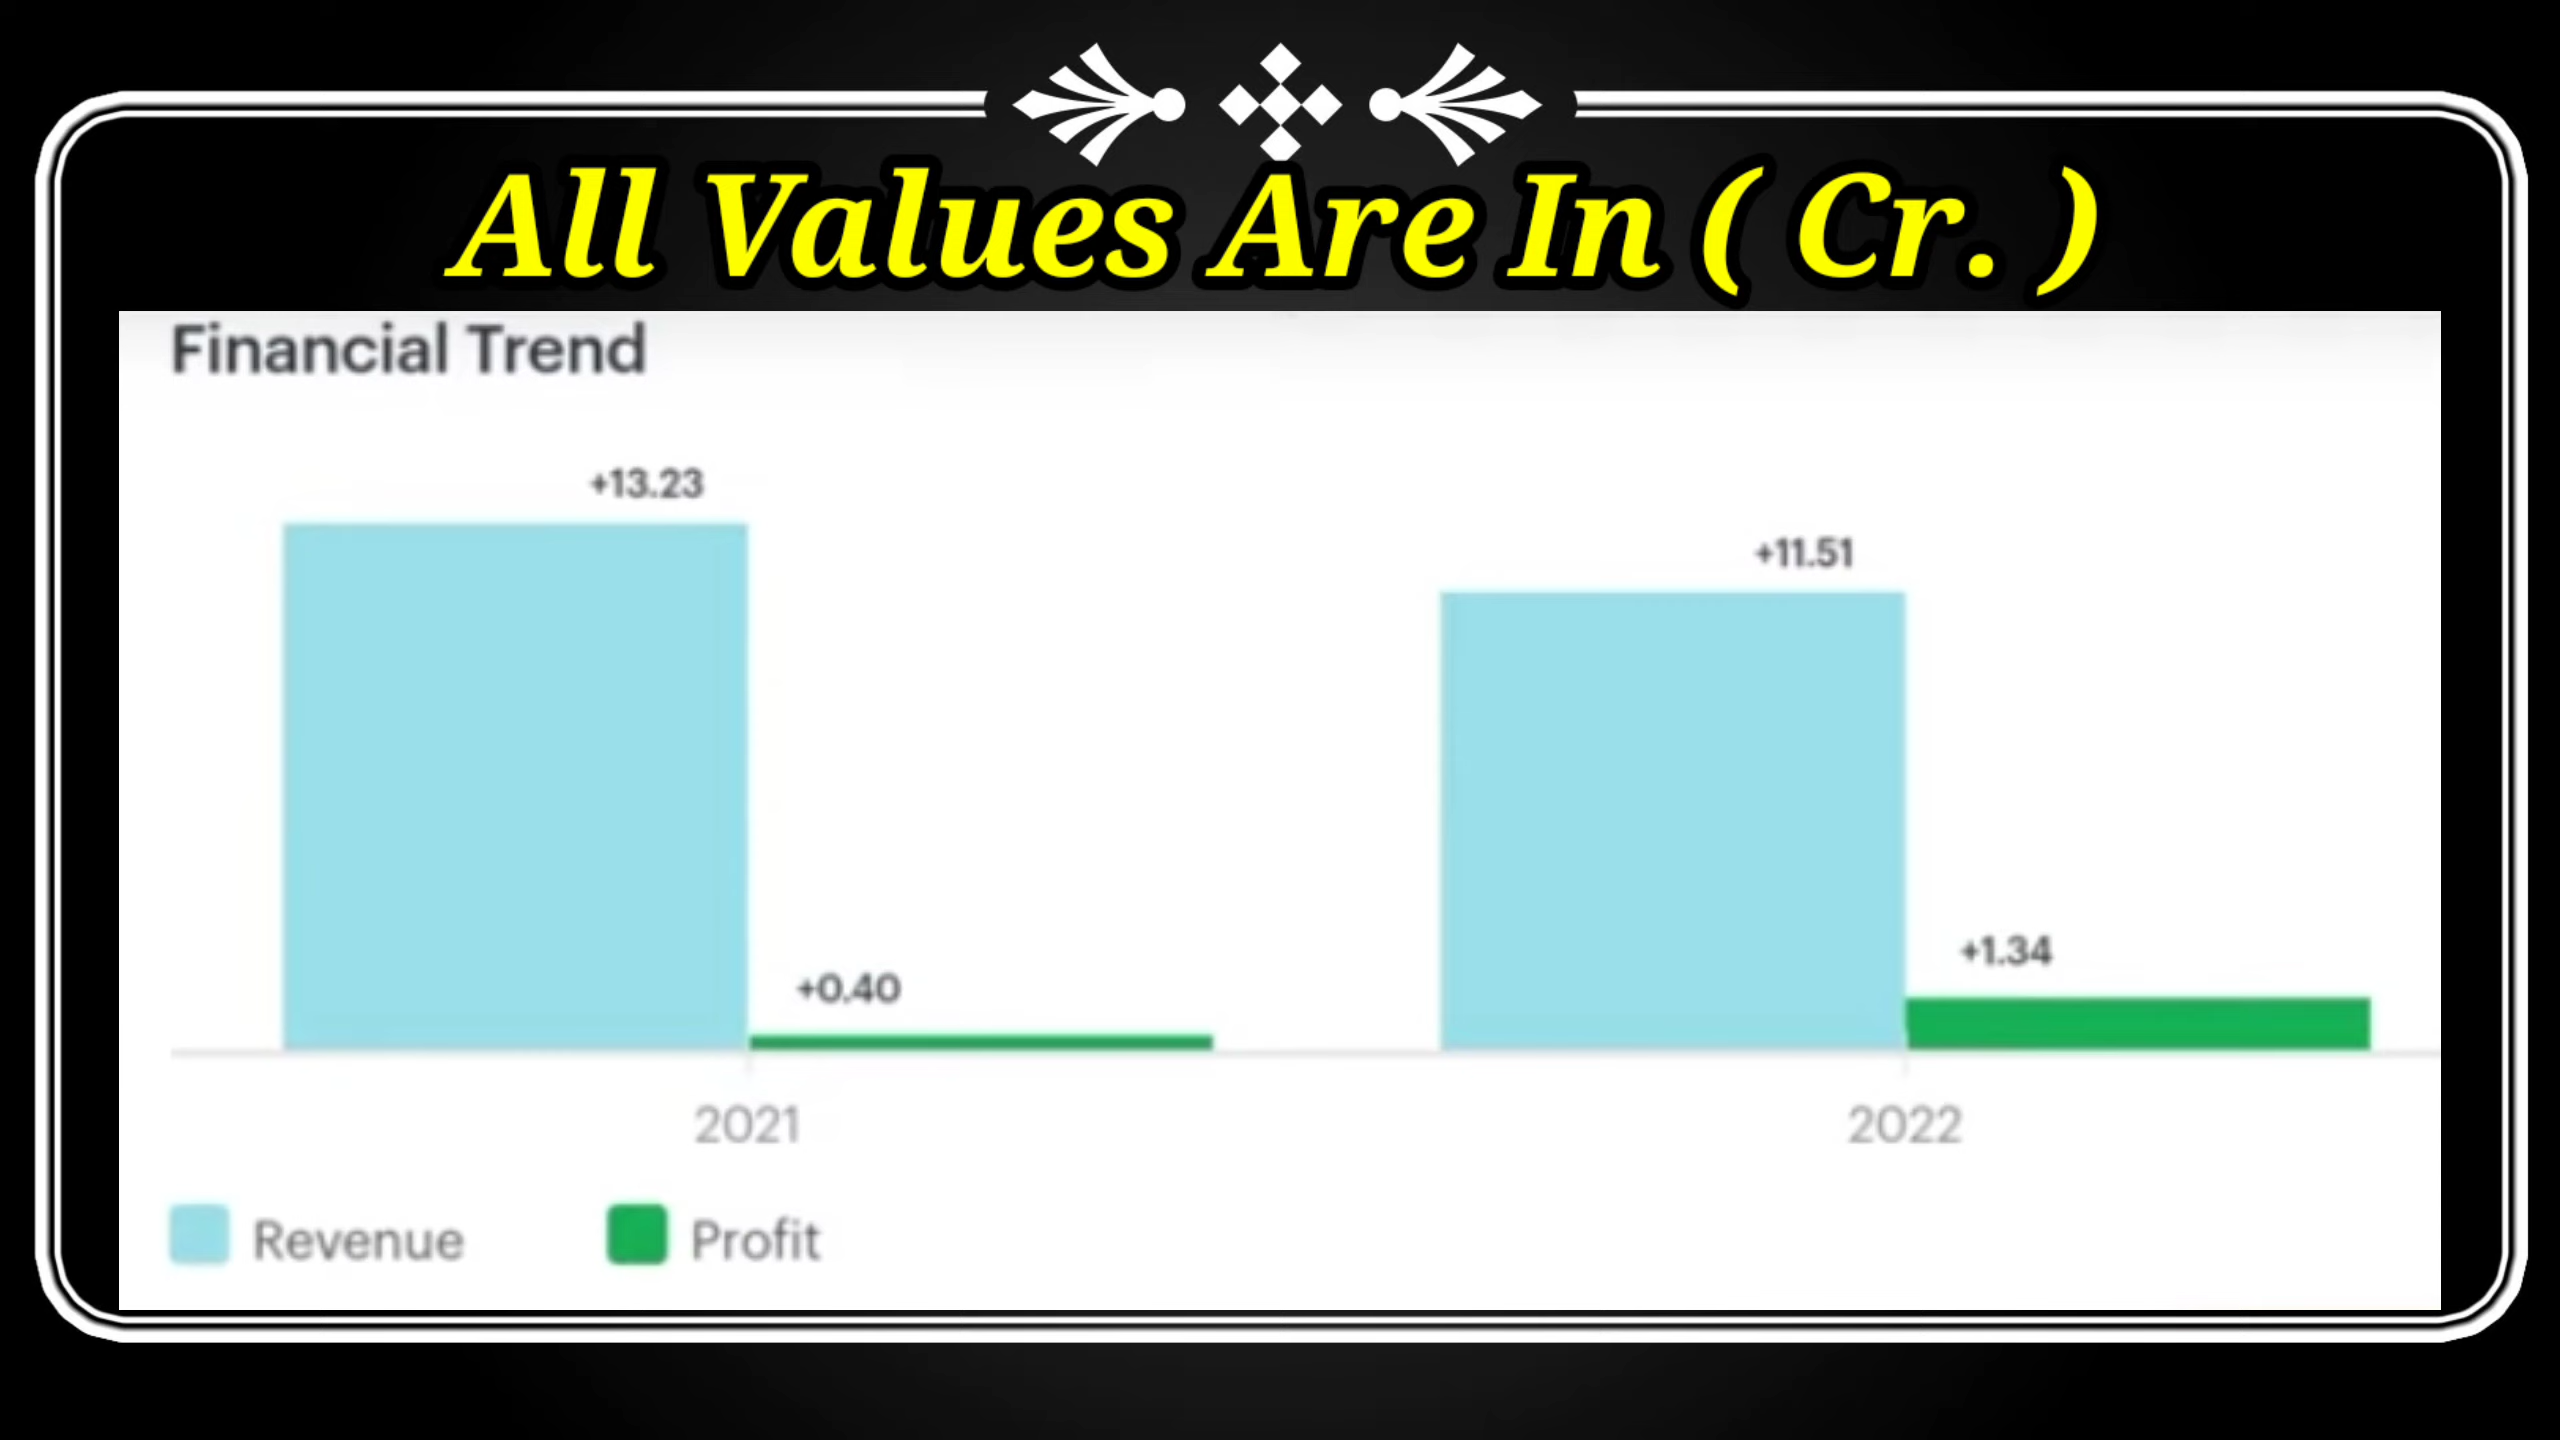 All Values Are In ( Cr. )
Financial Trend
+13.23
+11.51
+1.34
+0.40
2021
2022
Revenue
Profit